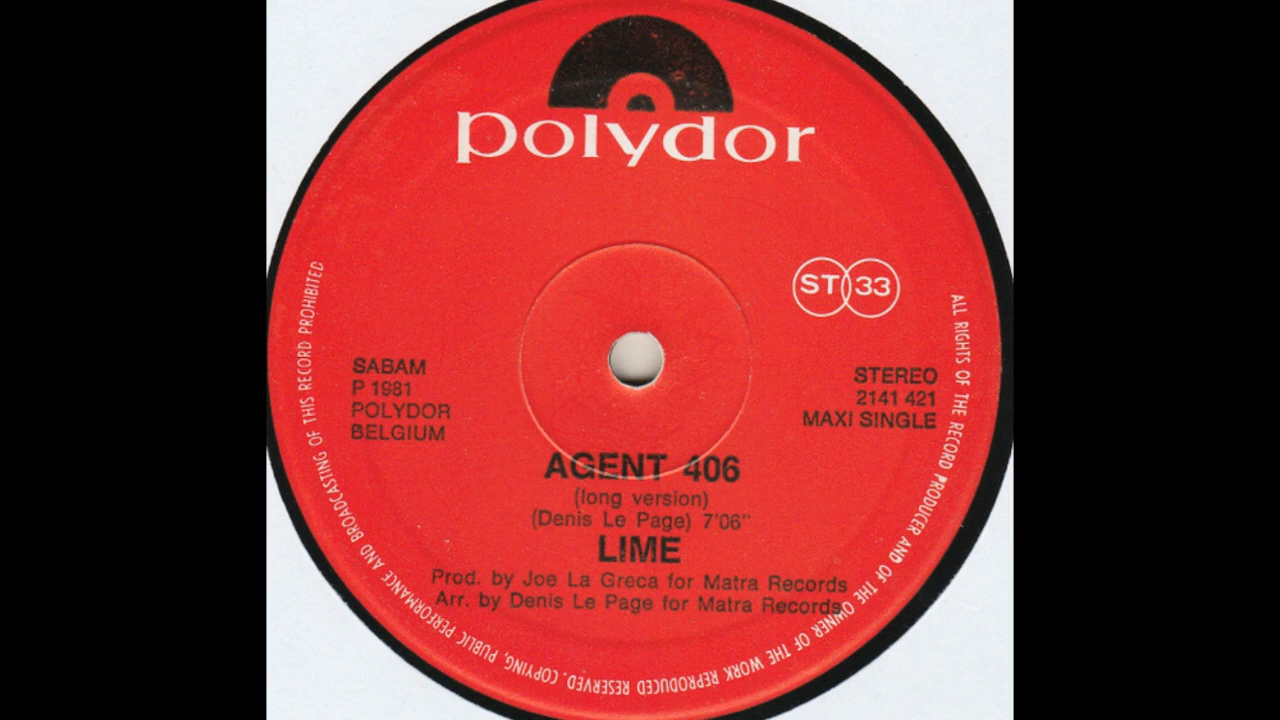 polydor
ST 33
SABAM
P 1981
POLYDOR
BELGIUM
STEREO
2141 421
MAXI SINGLE
AGENT 406
(long version)
(Denis Le Page) 7'06"
LIME
Prod. by Joe La Greca for Matra Records
Arr. by Denis Le Page for Matra Records
ALL RIGHTS OF THE RECORD PRODUCER AND OF THE OWNER OF THE WORK REPRODUCED RESERVED. COPYING, PUBLIC PERFORMANCE AND BROADCASTING OF THIS RECORD PROHIBITED